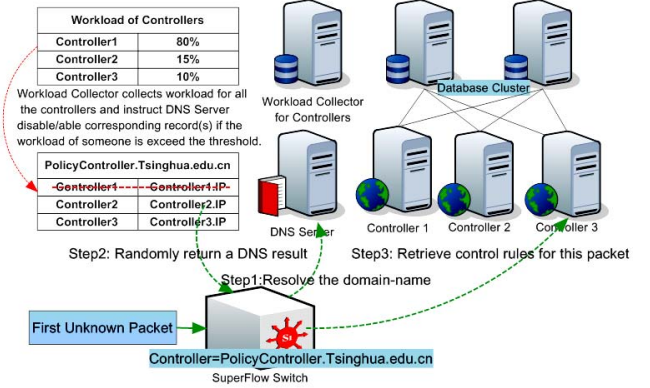 Workload of Controllers
Controller1 80%
Controller2 15%
Controller3 10%
Workload Collector collects workload for all
the controllers and instruct DNS Server
disable/able corresponding record(s) if the
workload of someone is exceed the threshold.
PolicyController.Tsinghua.edu.cn
Controller1 Controller1.IP
Controller2 Controller2.IP
Controller3 Controller3.IP
Workload Collector
for Controllers
Database Cluster
DNS Server
Controller 1
Controller 2
Controller 3
Step2: Randomly return a DNS result
Step3: Retrieve control rules for this packet
Step1:Resolve the domain-name
First Unknown Packet
Si
Controller=PolicyController.Tsinghua.edu.cn
SuperFlow Switch